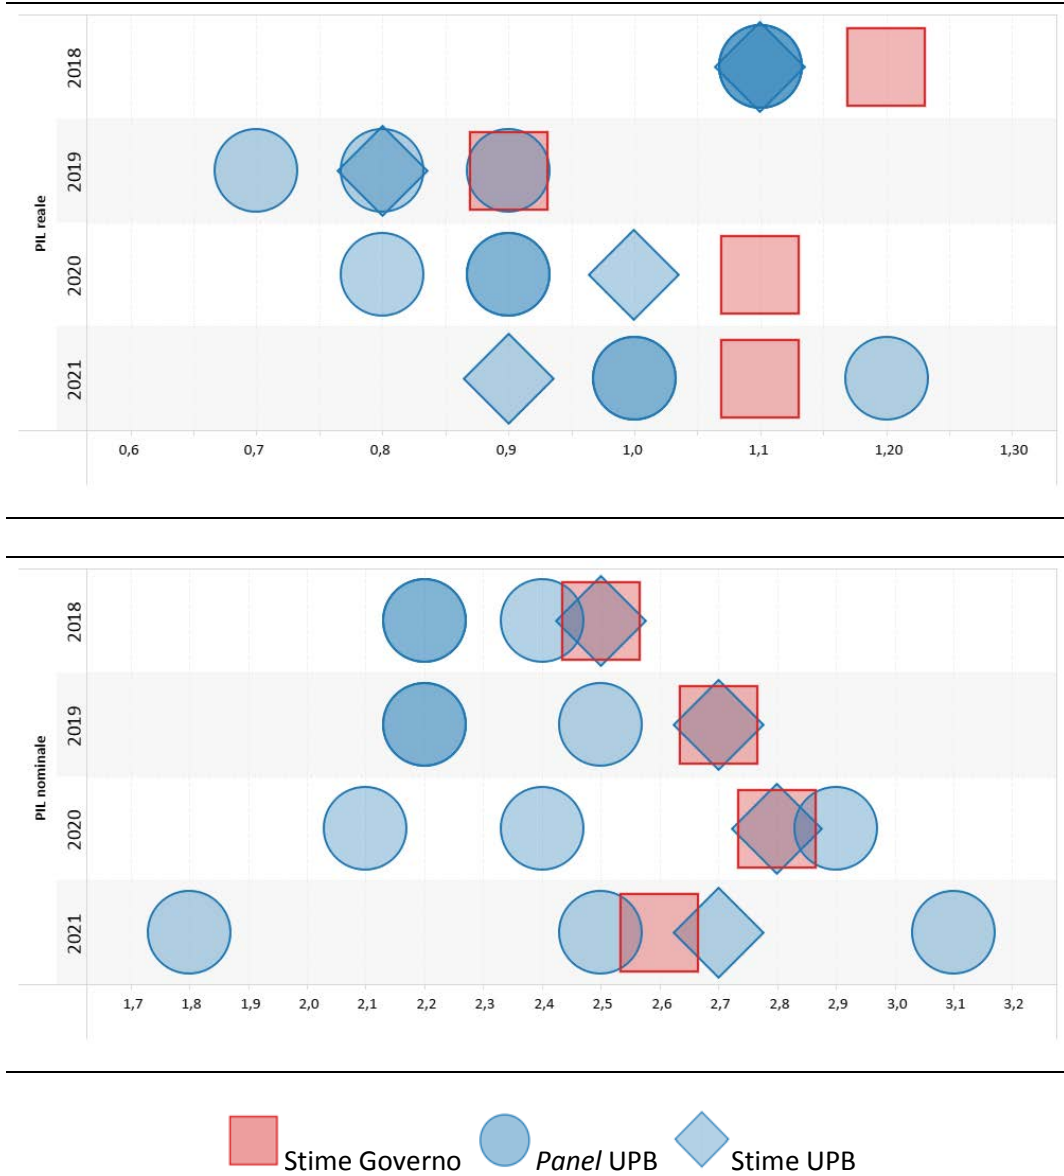 PIL reale
2018
2019
2020
2021
0,6 0,7 0,8 0,9 1,0 1,1 1,20 1,30
PIL nominale
2018
2019
2020
2021
1,7 1,8 1,9 2,0 2,1 2,2 2,3 2,4 2,5 2,6 2,7 2,8 2,9 3,0 3,1 3,2
Stime Governo Panel UPB Stime UPB